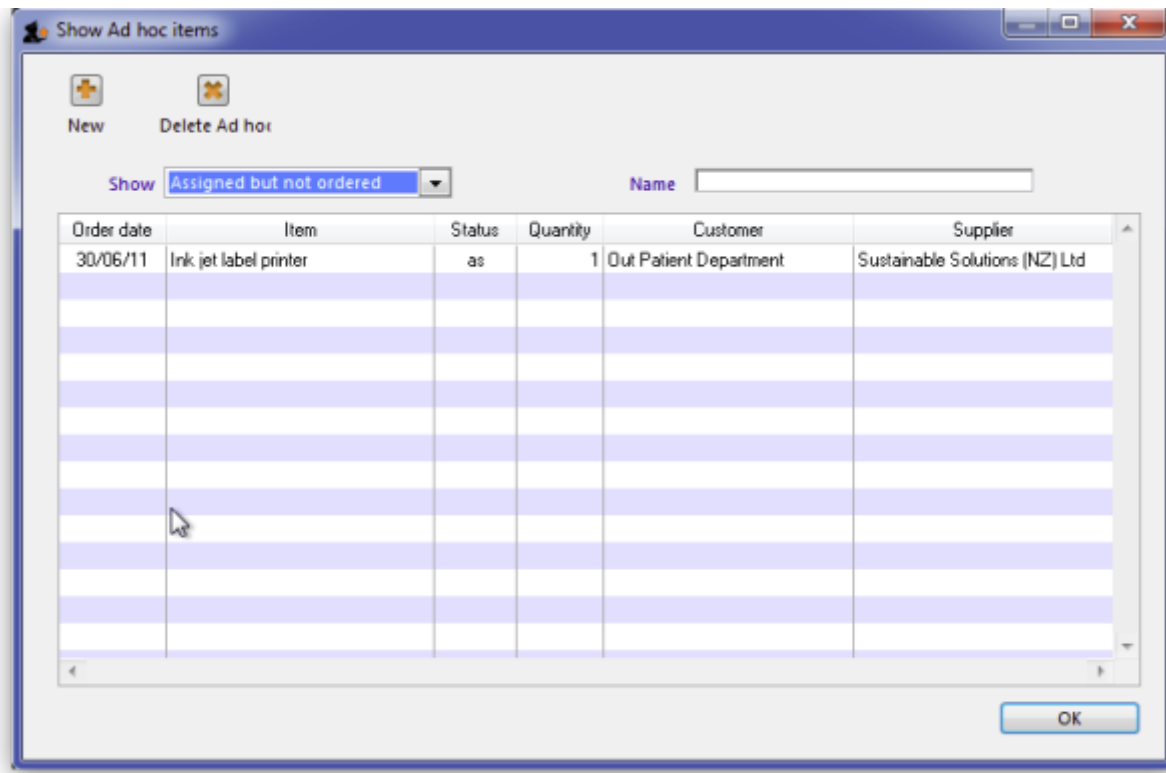 Show Ad hoc items
New Delete Ad hoc
Show Assigned but not ordered Name
Order date Item Status Quantity Customer Supplier
30/06/11 Ink jet label printer as 1 Out Patient Department Sustainable Solutions (NZ) Ltd
OK